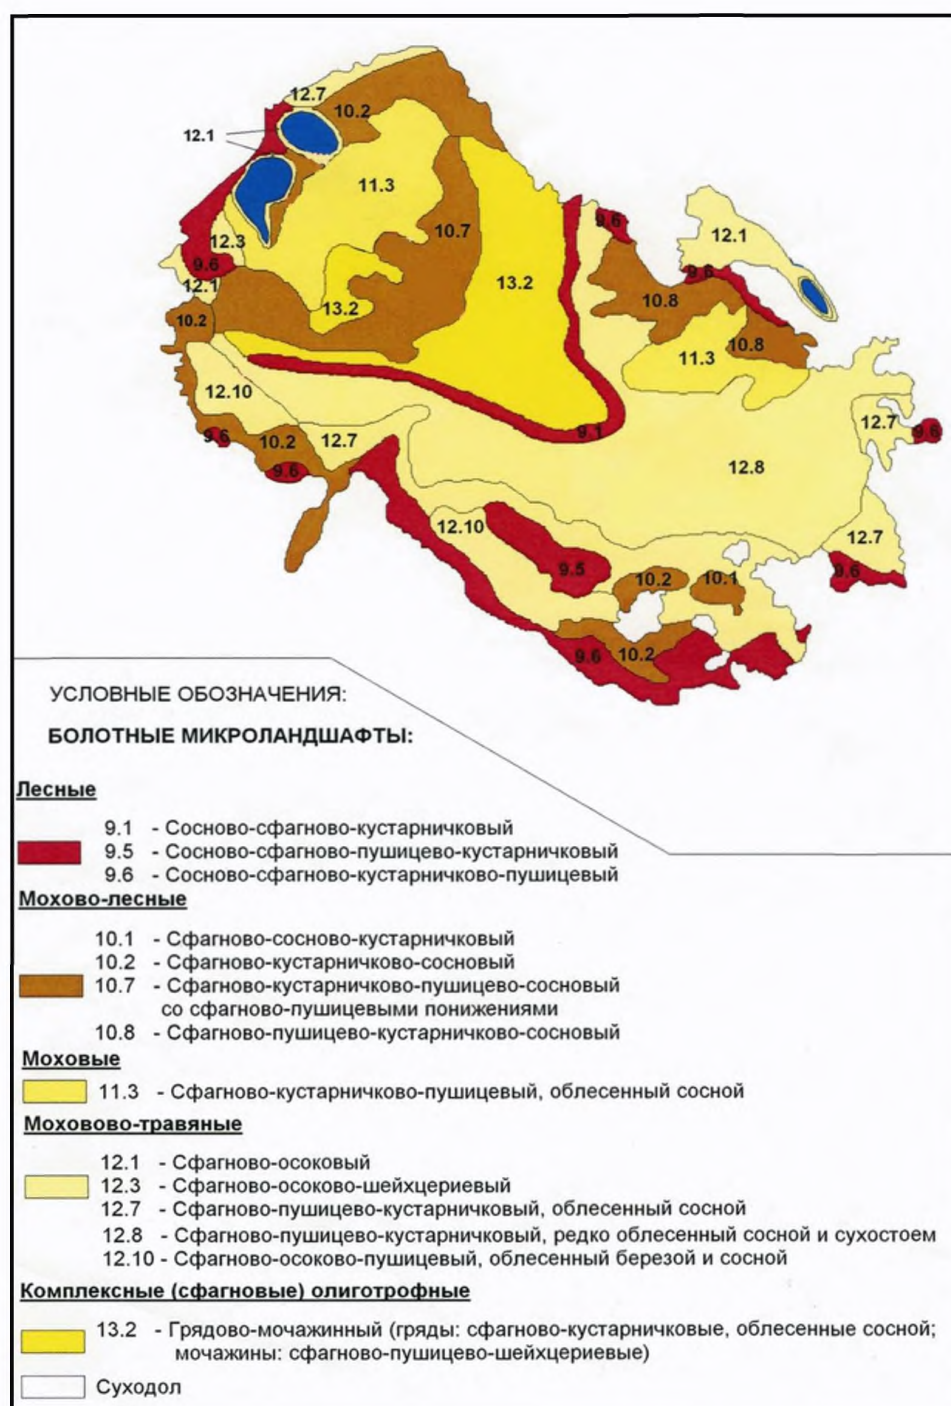 12.7
10.2
12.1
11.3
10.7
12.3
9.6
12.1
9.6
12.1
9.6
13.2
10.8
13.2
10.2
10.8
11.3
12.10
9.6
10.2
12.7
9.1
12.7
9.6
9.6
12.8
12.10
12.7
9.5
10.2
10.1
9.6
9.6
10.2
УСЛОВНЫЕ ОБОЗНАЧЕНИЯ:
БОЛОТНЫЕ МИКРОЛАНДШАФТЫ:
Лесные
9.1 - Сосново-сфагново-кустарничковый
9.5 - Сосново-сфагново-пушицево-кустарничковый
9.6 - Сосново-сфагново-кустарничково-пушицевый
Мохово-лесные
10.1 - Сфагново-сосново-кустарничковый
10.2 - Сфагново-кустарничково-сосновый
10.7 - Сфагново-кустарничково-пушицево-сосновый
со сфагново-пушицевыми понижениями
10.8 - Сфагново-пушицево-кустарничково-сосновый
Моховые
11.3 - Сфагново-кустарничково-пушицевый, облесенный сосной
Моховово-травяные
12.1 - Сфагново-осоковый
12.3 - Сфагново-осоково-шейхцериевый
12.7 - Сфагново-пушицево-кустарничковый, облесенный сосной
12.8 - Сфагново-пушицево-кустарничковый, редко облесенный сосной и сухостоем
12.10 - Сфагново-осоково-пушицевый, облесенный березой и сосной
Комплексные (сфагновые) олиготрофные
13.2 - Грядово-мочажинный (гряды: сфагново-кустарничковые, облесенные сосной;
мочажины: сфагново-пушицево-шейхцериевые)
Суходол